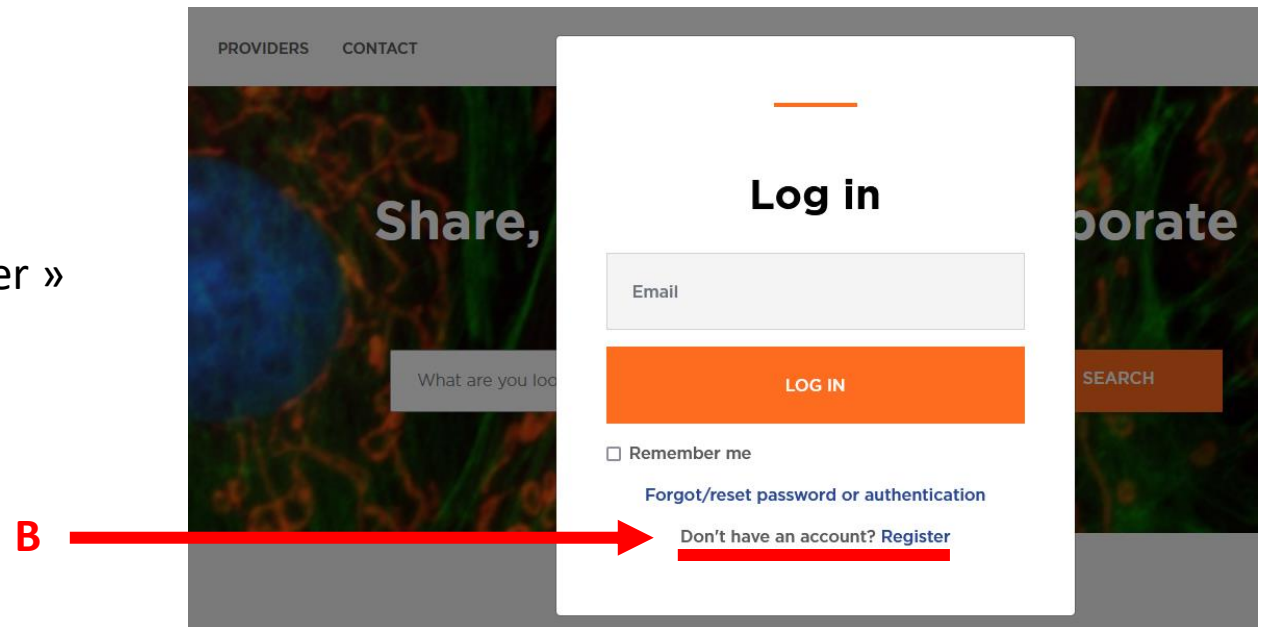 PROVIDERS CONTACT
Log in
Share, porate
er »
Email
What are you loo
LOG IN
SEARCH
Remember me
Forgot/reset password or authentication
B
Don't have an account? Register